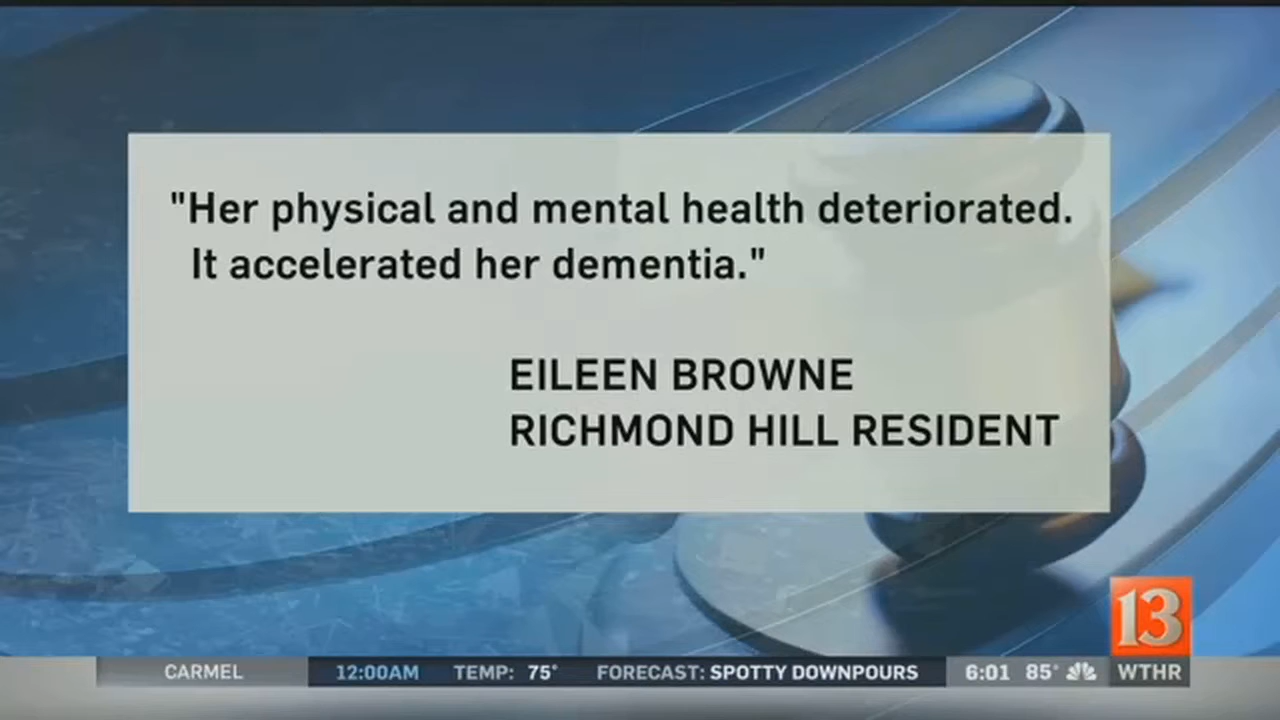 "Her physical and mental health deteriorated.
It accelerated her dementia."
EILEEN BROWNE
RICHMOND HILL RESIDENT
13
CARMEL 12:00AM TEMP: 75° FORECAST: SPOTTY DOWNPOURS 6:01 85° WTHR